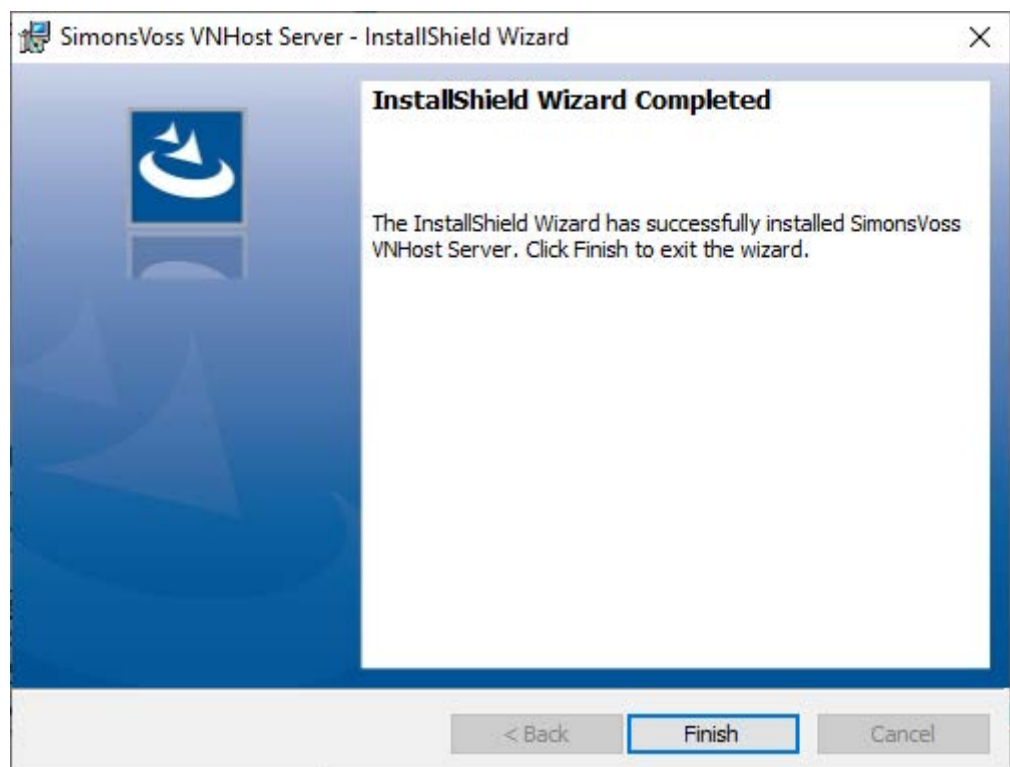 SimonsVoss VNHost Server - InstallShield Wizard
InstallShield Wizard Completed
The InstallShield Wizard has successfully installed SimonsVoss
VNHost Server. Click Finish to exit the wizard.
< Back
Finish
Cancel